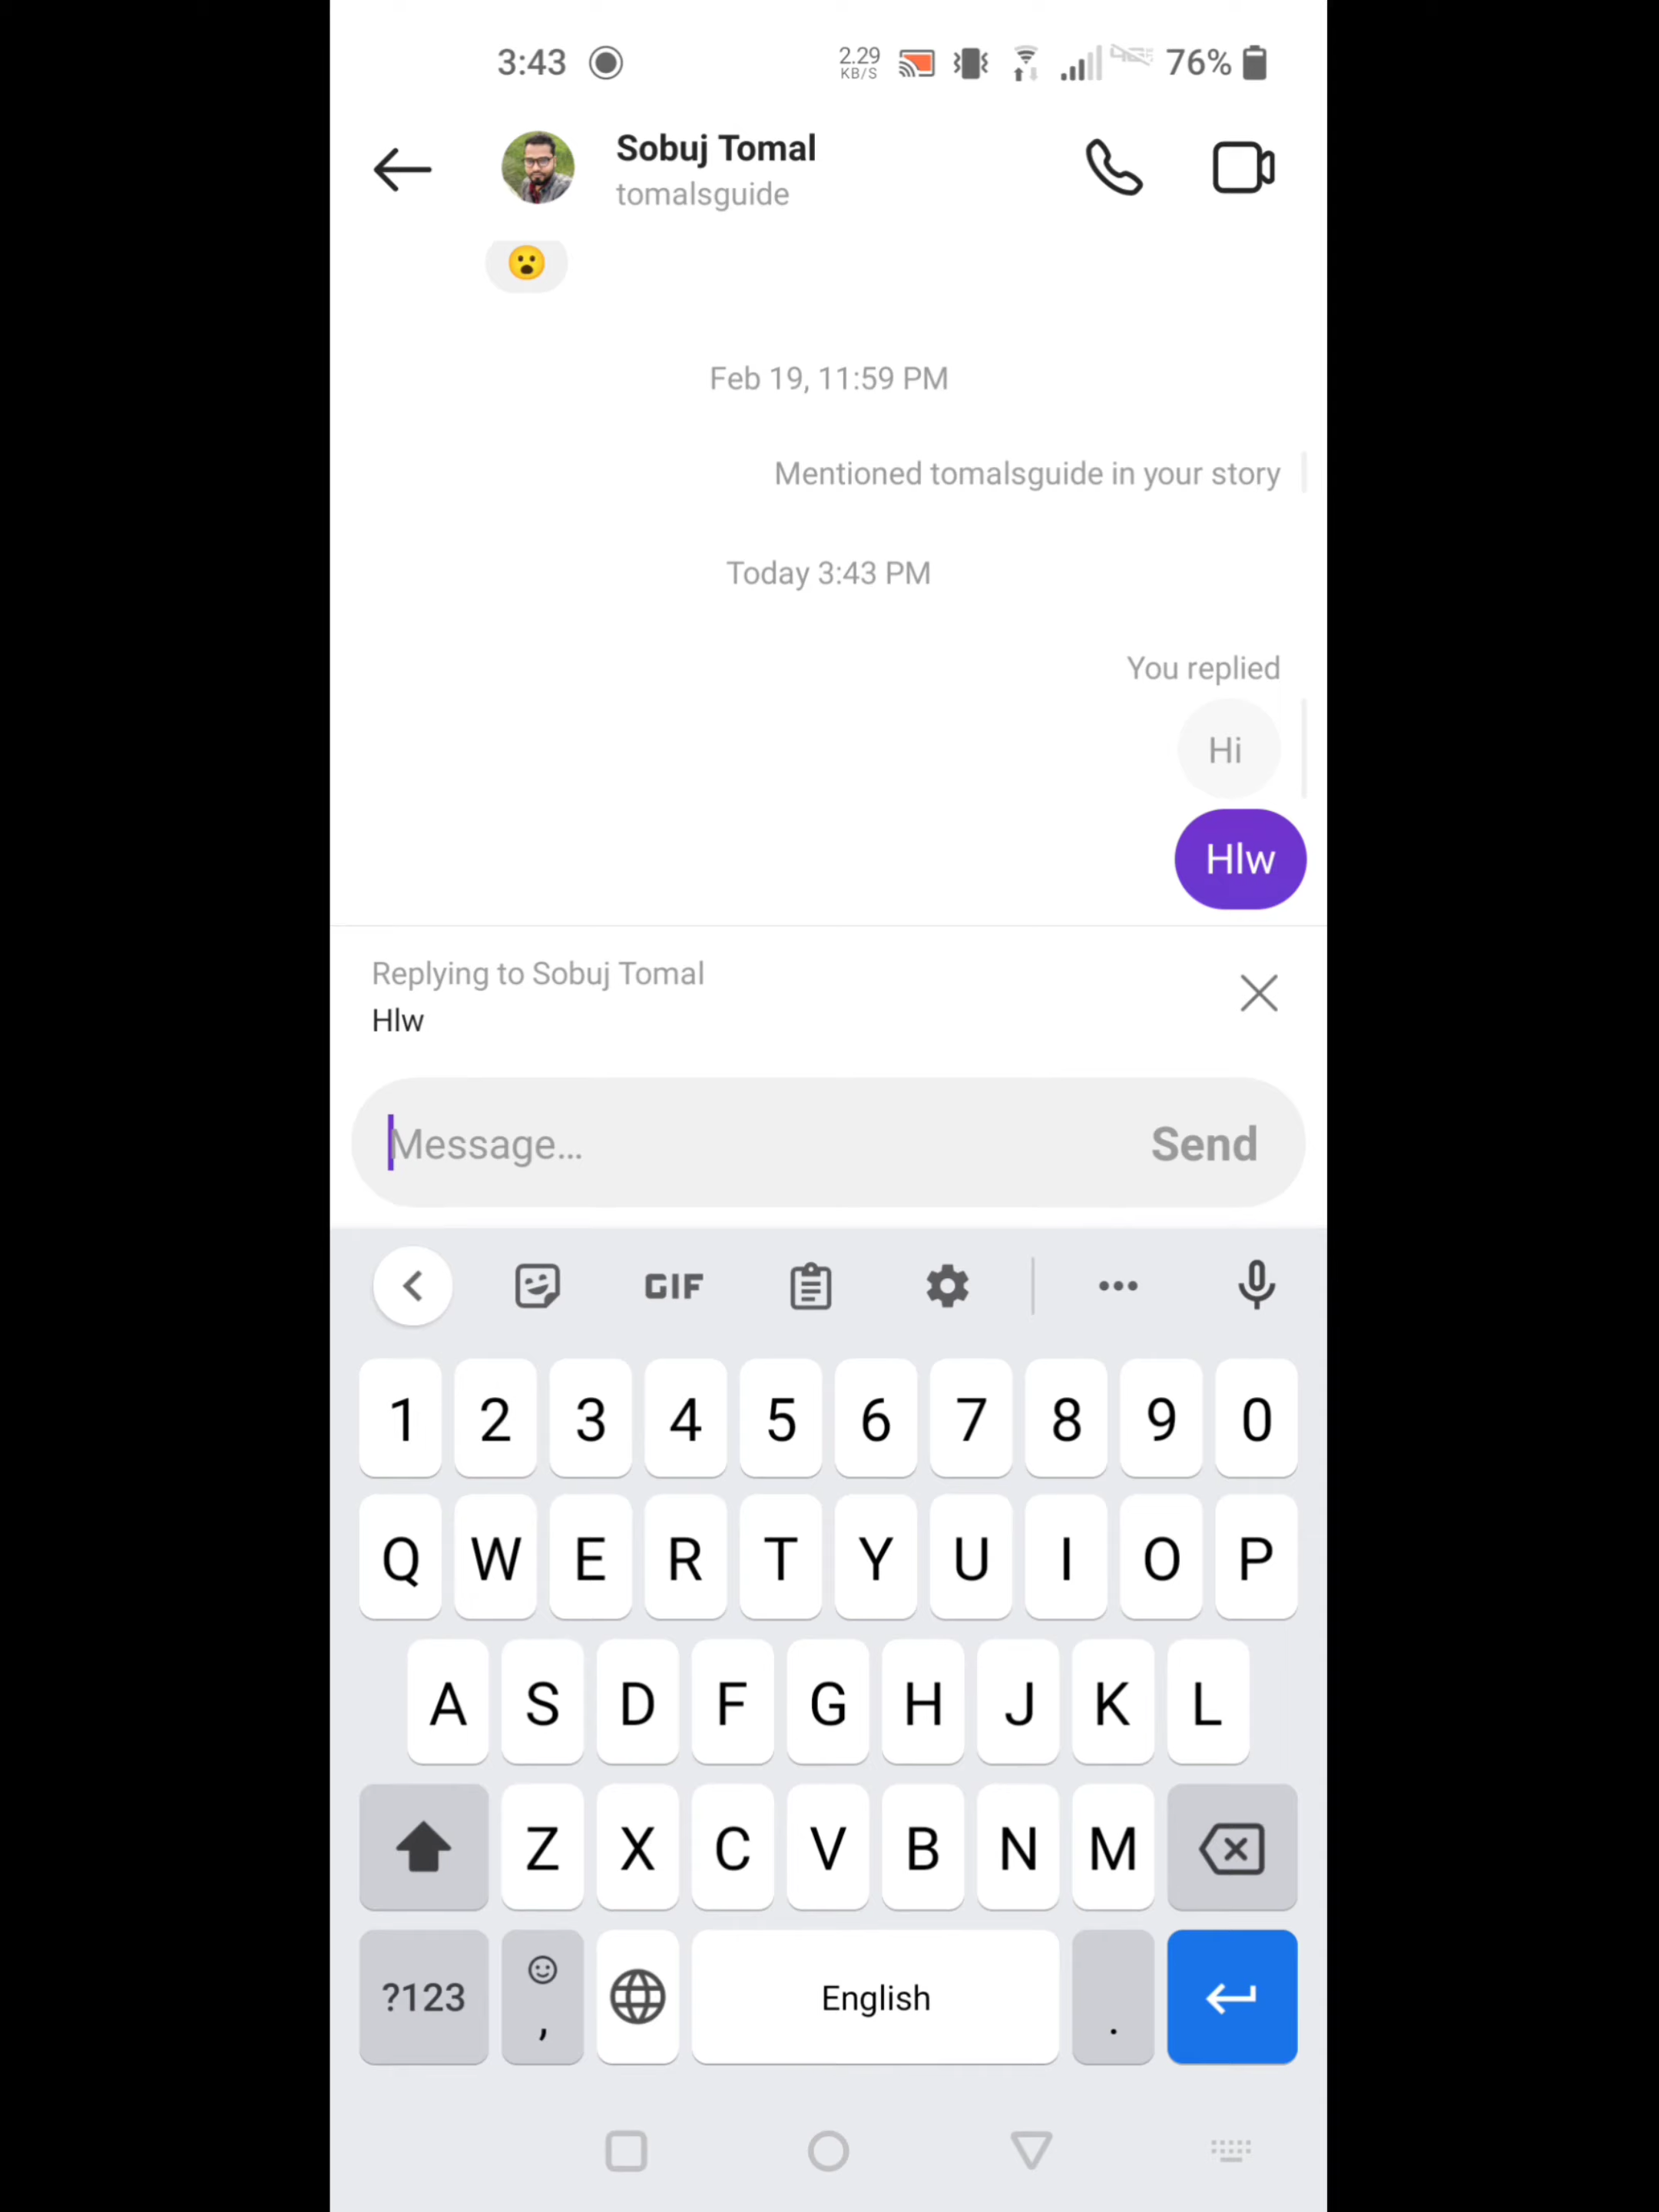 3:43 2.29 76%
KB/S
Sobuj Tomal
tomalsguide
Feb 19, 11:59 PM
Mentioned tomalsguide in your story
Today 3:43 PM
You replied
Hi
Hlw
Replying to Sobuj Tomal
Hlw
Message... Send
GIF
1 2 3 4 5 6 7 8 9 0
Q W E R T Y U I O P
A S D F G H J K L
Z X C V B N M
?123 , English .